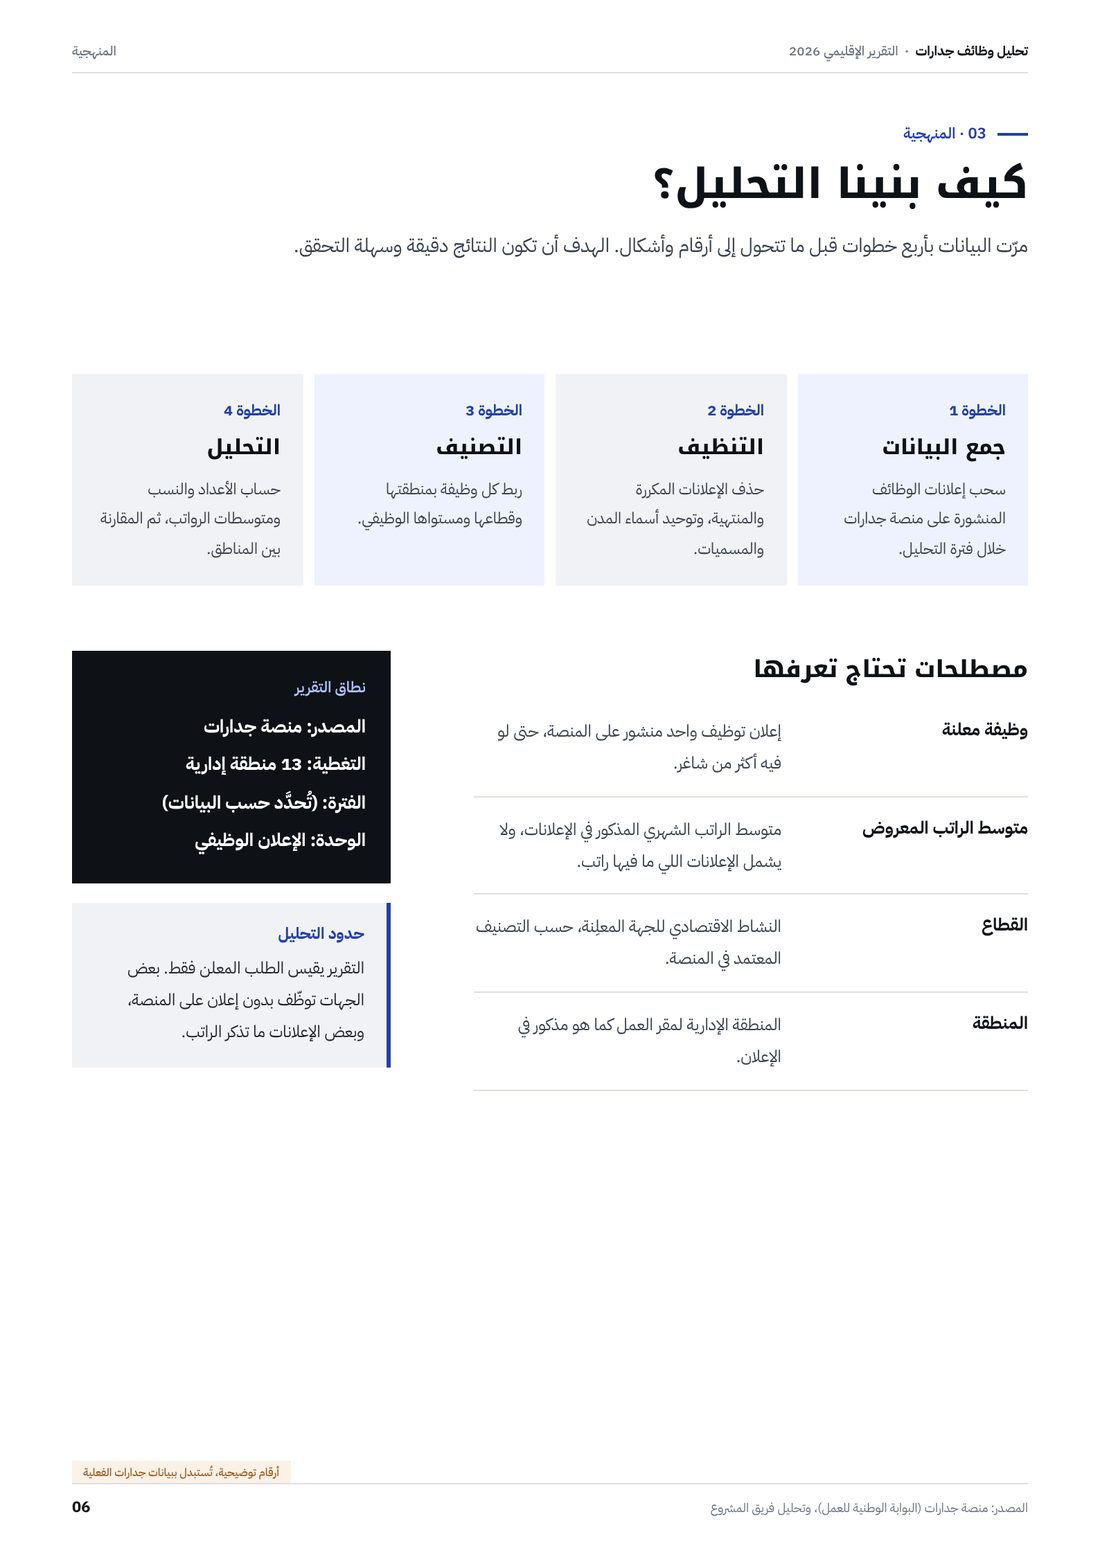 تحليل وظائف جدارات · التقرير الإقليمي 2026
المنهجية
03 · المنهجية
كيف بنينا التحليل؟
مرّت البيانات بأربع خطوات قبل ما تتحول إلى أرقام وأشكال. الهدف أن تكون النتائج دقيقة وسهلة التحقق.
الخطوة 1
جمع البيانات
سحب إعلانات الوظائف
المنشورة على منصة جدارات
خلال فترة التحليل.
الخطوة 2
التنظيف
حذف الإعلانات المكررة
والمنتهية، وتوحيد أسماء المدن
والمسميات.
الخطوة 3
التصنيف
ربط كل وظيفة بمنطقتها
وقطاعها ومستواها الوظيفي.
الخطوة 4
التحليل
حساب الأعداد والنسب
ومتوسطات الرواتب، ثم المقارنة
بين المناطق.
مصطلحات تحتاج تعرفها
وظيفة معلنة
إعلان توظيف واحد منشور على المنصة، حتى لو
فيه أكثر من شاغر.
متوسط الراتب المعروض
متوسط الراتب الشهري المذكور في الإعلانات، ولا
يشمل الإعلانات اللي ما فيها راتب.
القطاع
النشاط الاقتصادي للجهة المعلِنة، حسب التصنيف
المعتمد في المنصة.
المنطقة
المنطقة الإدارية لمقر العمل كما هو مذكور في
الإعلان.
نطاق التقرير
المصدر: منصة جدارات
التغطية: 13 منطقة إدارية
الفترة: (تُحدَّد حسب البيانات)
الوحدة: الإعلان الوظيفي
حدود التحليل
التقرير يقيس الطلب المعلن فقط. بعض
الجهات توظّف بدون إعلان على المنصة،
وبعض الإعلانات ما تذكر الراتب.
أرقام توضيحية، تُستبدل ببيانات جدارات الفعلية
المصدر: منصة جدارات (البوابة الوطنية للعمل)، وتحليل فريق المشروع
06